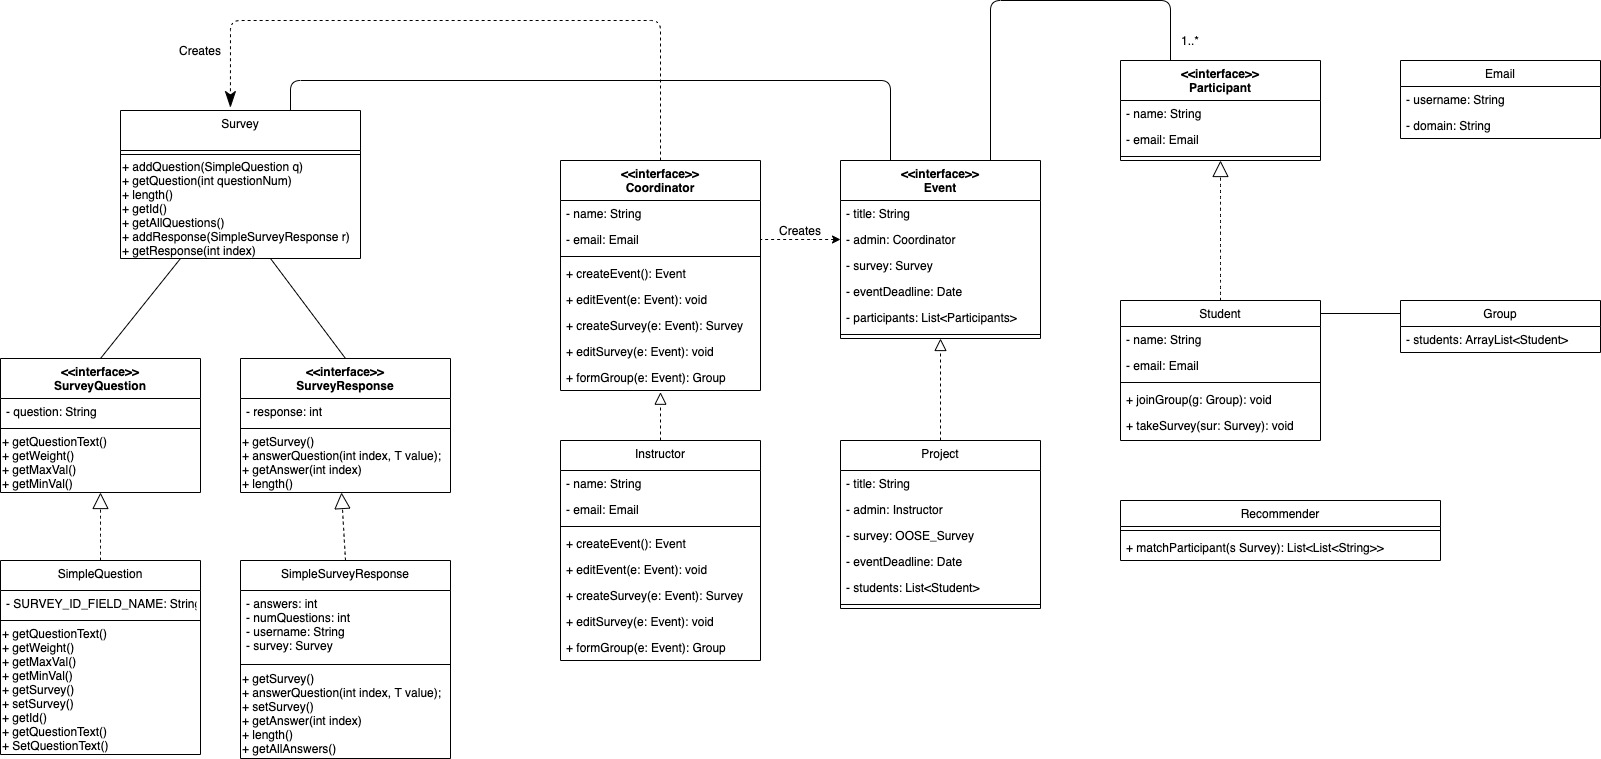 Creates
1..*
Survey
+ addQuestion(SimpleQuestion q)
+ getQuestion(int questionNum)
+ length()
+ getId()
+ getAllQuestions()
+ addResponse(SimpleSurveyResponse r)
+ getResponse(int index)
<<interface>>
Coordinator
- name: String
- email: Email
+ createEvent(): Event
+ editEvent(e: Event): void
+ createSurvey(e: Event): Survey
+ editSurvey(e: Event): void
+ formGroup(e: Event): Group
Creates
<<interface>>
Event
- title: String
- admin: Coordinator
- survey: Survey
- eventDeadline: Date
- participants: List<Participants>
<<interface>>
Participant
- name: String
- email: Email
Email
- username: String
- domain: String
Student
- name: String
- email: Email
+ joinGroup(g: Group): void
+ takeSurvey(sur: Survey): void
Group
- students: ArrayList<Student>
<<interface>>
SurveyQuestion
- question: String
+ getQuestionText()
+ getWeight()
+ getMaxVal()
+ getMinVal()
<<interface>>
SurveyResponse
- response: int
+ getSurvey()
+ answerQuestion(int index, T value);
+ getAnswer(int index)
+ length()
Instructor
- name: String
- email: Email
+ createEvent(): Event
+ editEvent(e: Event): void
+ createSurvey(e: Event): Survey
+ editSurvey(e: Event): void
+ formGroup(e: Event): Group
Project
- title: String
- admin: Instructor
- survey: OOSE_Survey
- eventDeadline: Date
- students: List<Student>
Recommender
+ matchParticipant(s Survey): List<List<String>>
SimpleQuestion
- SURVEY_ID_FIELD_NAME: String
+ getQuestionText()
+ getWeight()
+ getMaxVal()
+ getMinVal()
+ getSurvey()
+ setSurvey()
+ getId()
+ getQuestionText()
+ SetQuestionText()
SimpleSurveyResponse
- answers: int
- numQuestions: int
- username: String
- survey: Survey
+ getSurvey()
+ answerQuestion(int index, T value);
+ setSurvey()
+ getAnswer(int index)
+ length()
+ getAllAnswers()